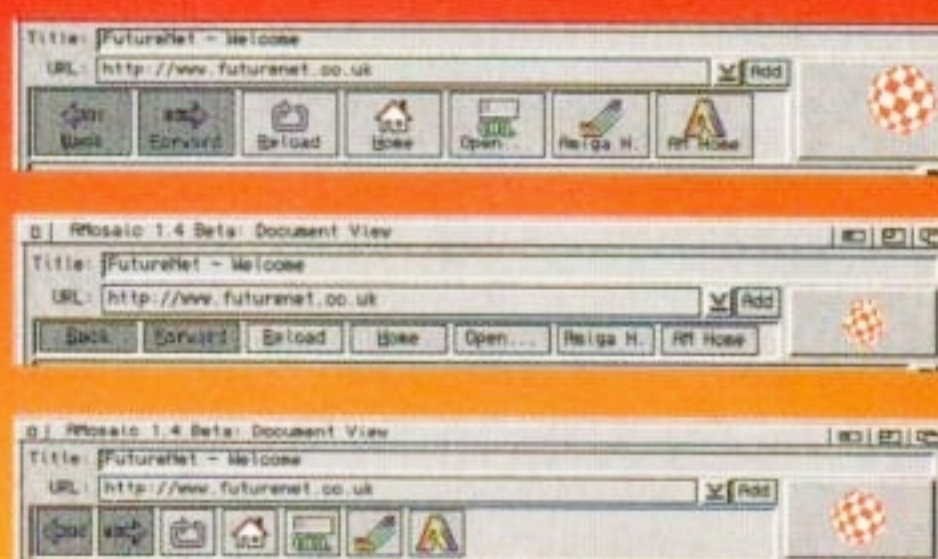 Title: FutureNet - Welcome
URL: http://www.futurenet.co.uk Add
Back Forward Reload Home Open... Amiga H. AM Home
AMosaic 1.4 Beta: Document View
Title: FutureNet - Welcome
URL: http://www.futurenet.co.uk Add
Back Forward Reload Home Open... Amiga H. AM Home
AMosaic 1.4 Beta: Document View
Title: FutureNet - Welcome
URL: http://www.futurenet.co.uk Add